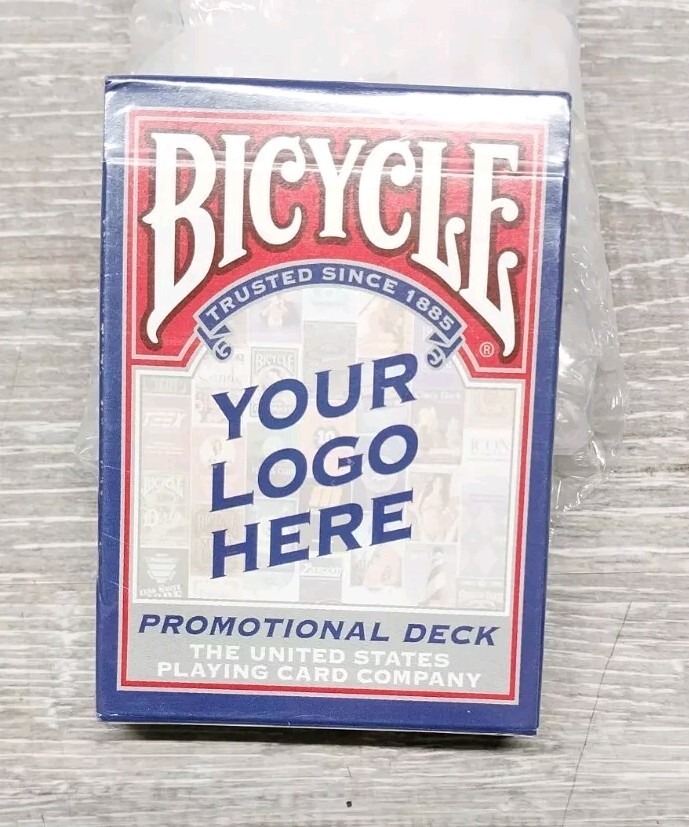 BICYCLE
®
TRUSTED SINCE 1885
YOUR
LOGO
HERE
PROMOTIONAL DECK
THE UNITED STATES
PLAYING CARD COMPANY